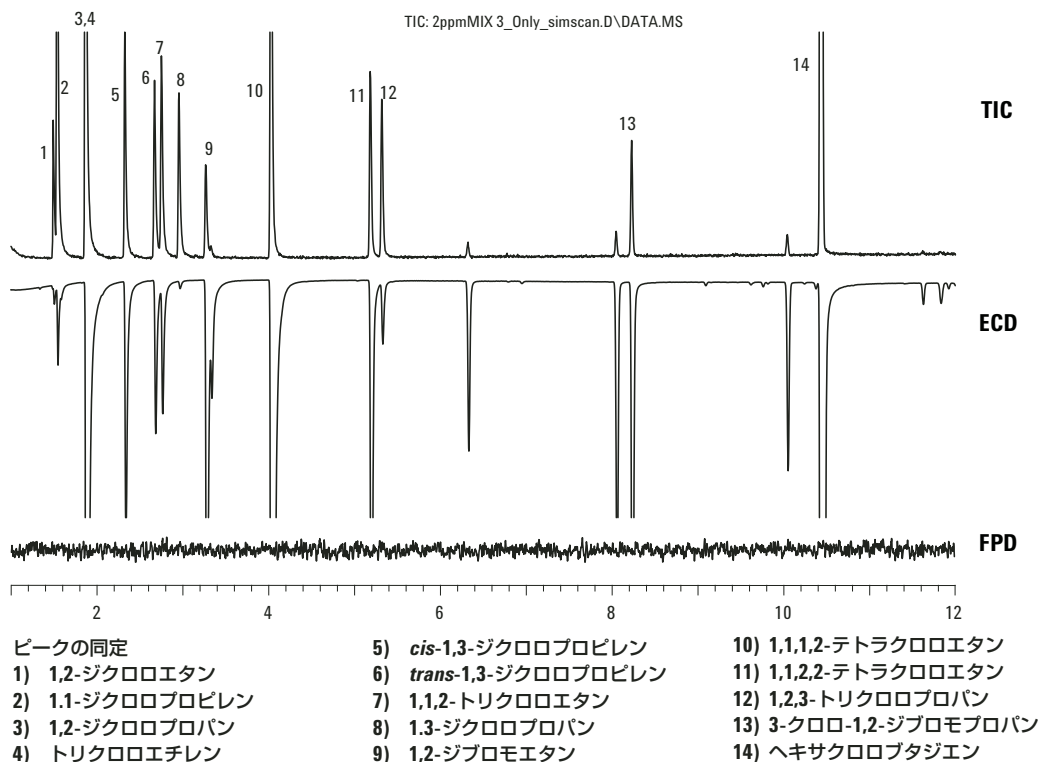 TIC: 2ppmMIX 3_Only_simscan.D\DATA.MS
3,4
7
14
2
6
8
5
10
11
12
TIC
1
13
9
ECD
FPD
2
4
6
8
10
12
ピークの同定
1) 1,2-ジクロロエタン
2) 1.1-ジクロロプロピレン
3) 1,2-ジクロロプロパン
4) トリクロロエチレン
5) cis-1,3-ジクロロプロピレン
6) trans-1,3-ジクロロプロピレン
7) 1,1,2-トリクロロエタン
8) 1.3-ジクロロプロパン
9) 1,2-ジブロモエタン
10) 1,1,1,2-テトラクロロエタン
11) 1,1,2,2-テトラクロロエタン
12) 1,2,3-トリクロロプロパン
13) 3-クロロ-1,2-ジブロモプロパン
14) ヘキサクロロブタジエン